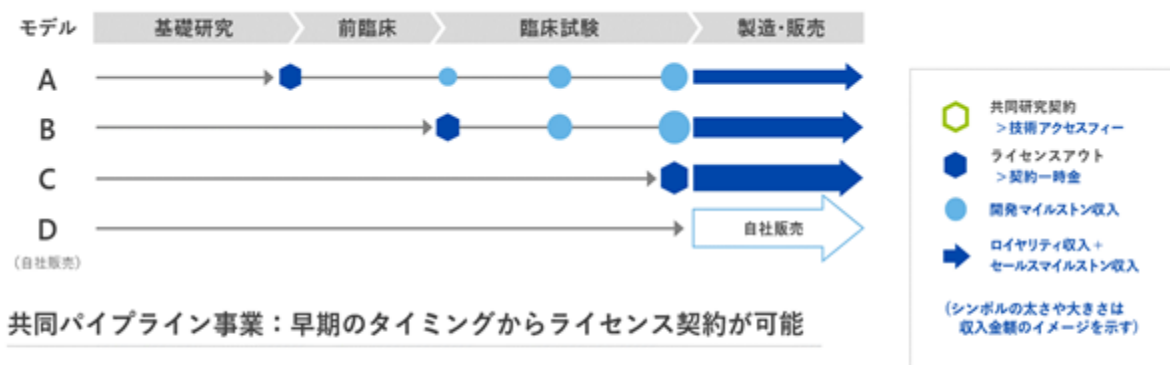 モデル 基礎研究 前臨床 臨床試験 製造・販売
A
B
C
D 自社販売
(自社販売)
共同パイプライン事業：早期のタイミングからライセンス契約が可能
共同研究契約
>技術アクセスフィー
ライセンスアウト
>契約一時金
開発マイルストン収入
ロイヤリティ収入+
セールスマイルストン収入
(シンボルの太さや大きさは
収入金額のイメージを示す)